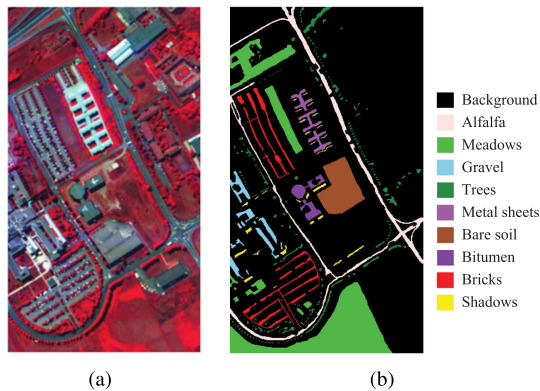 Background
Alfalfa
Meadows
Gravel
Trees
Metal sheets
Bare soil
Bitumen
Bricks
Shadows
(a)
(b)